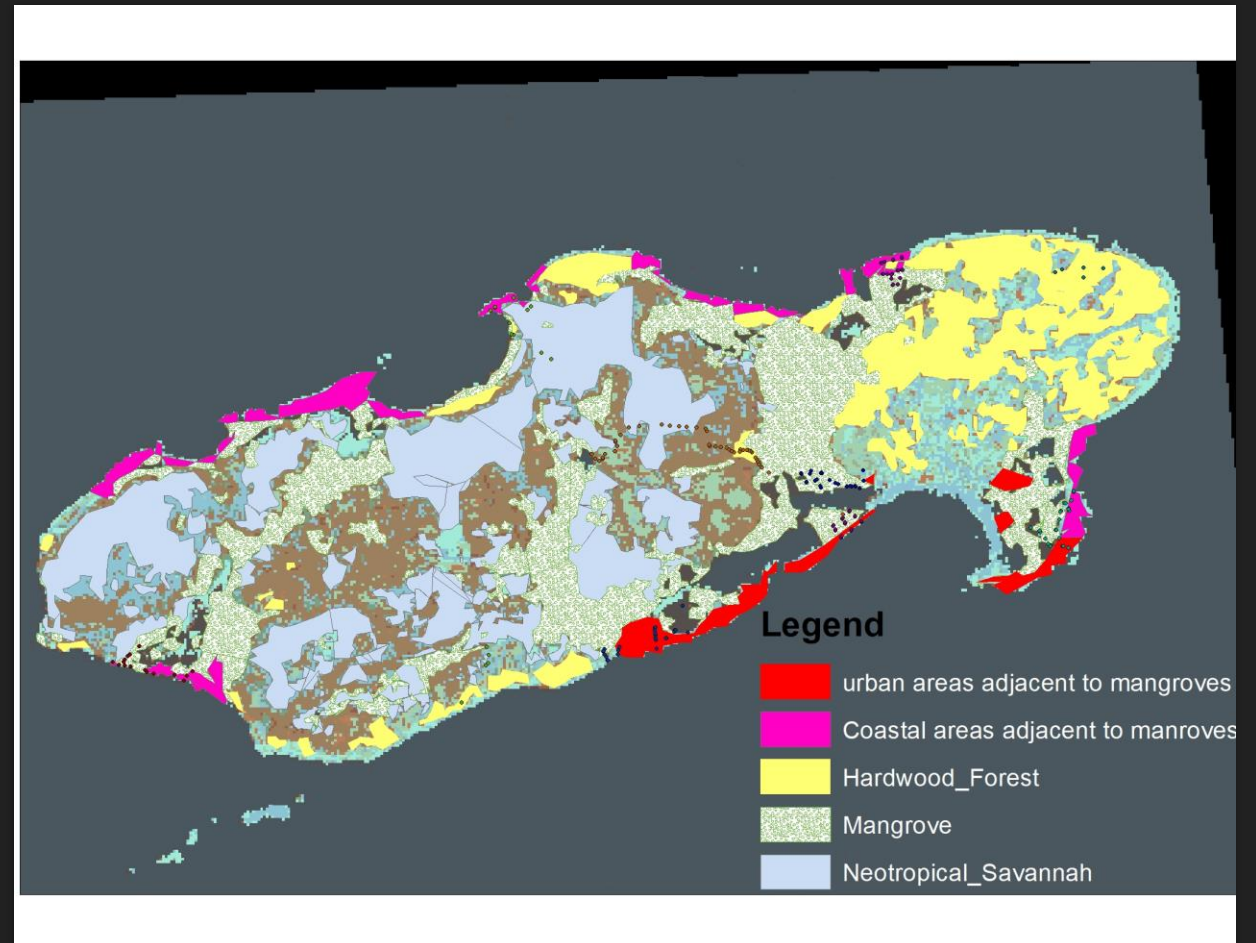 Legend
urban areas adjacent to mangroves
Coastal areas adjacent to manroves
Hardwood_Forest
Mangrove
Neotropical_Savannah